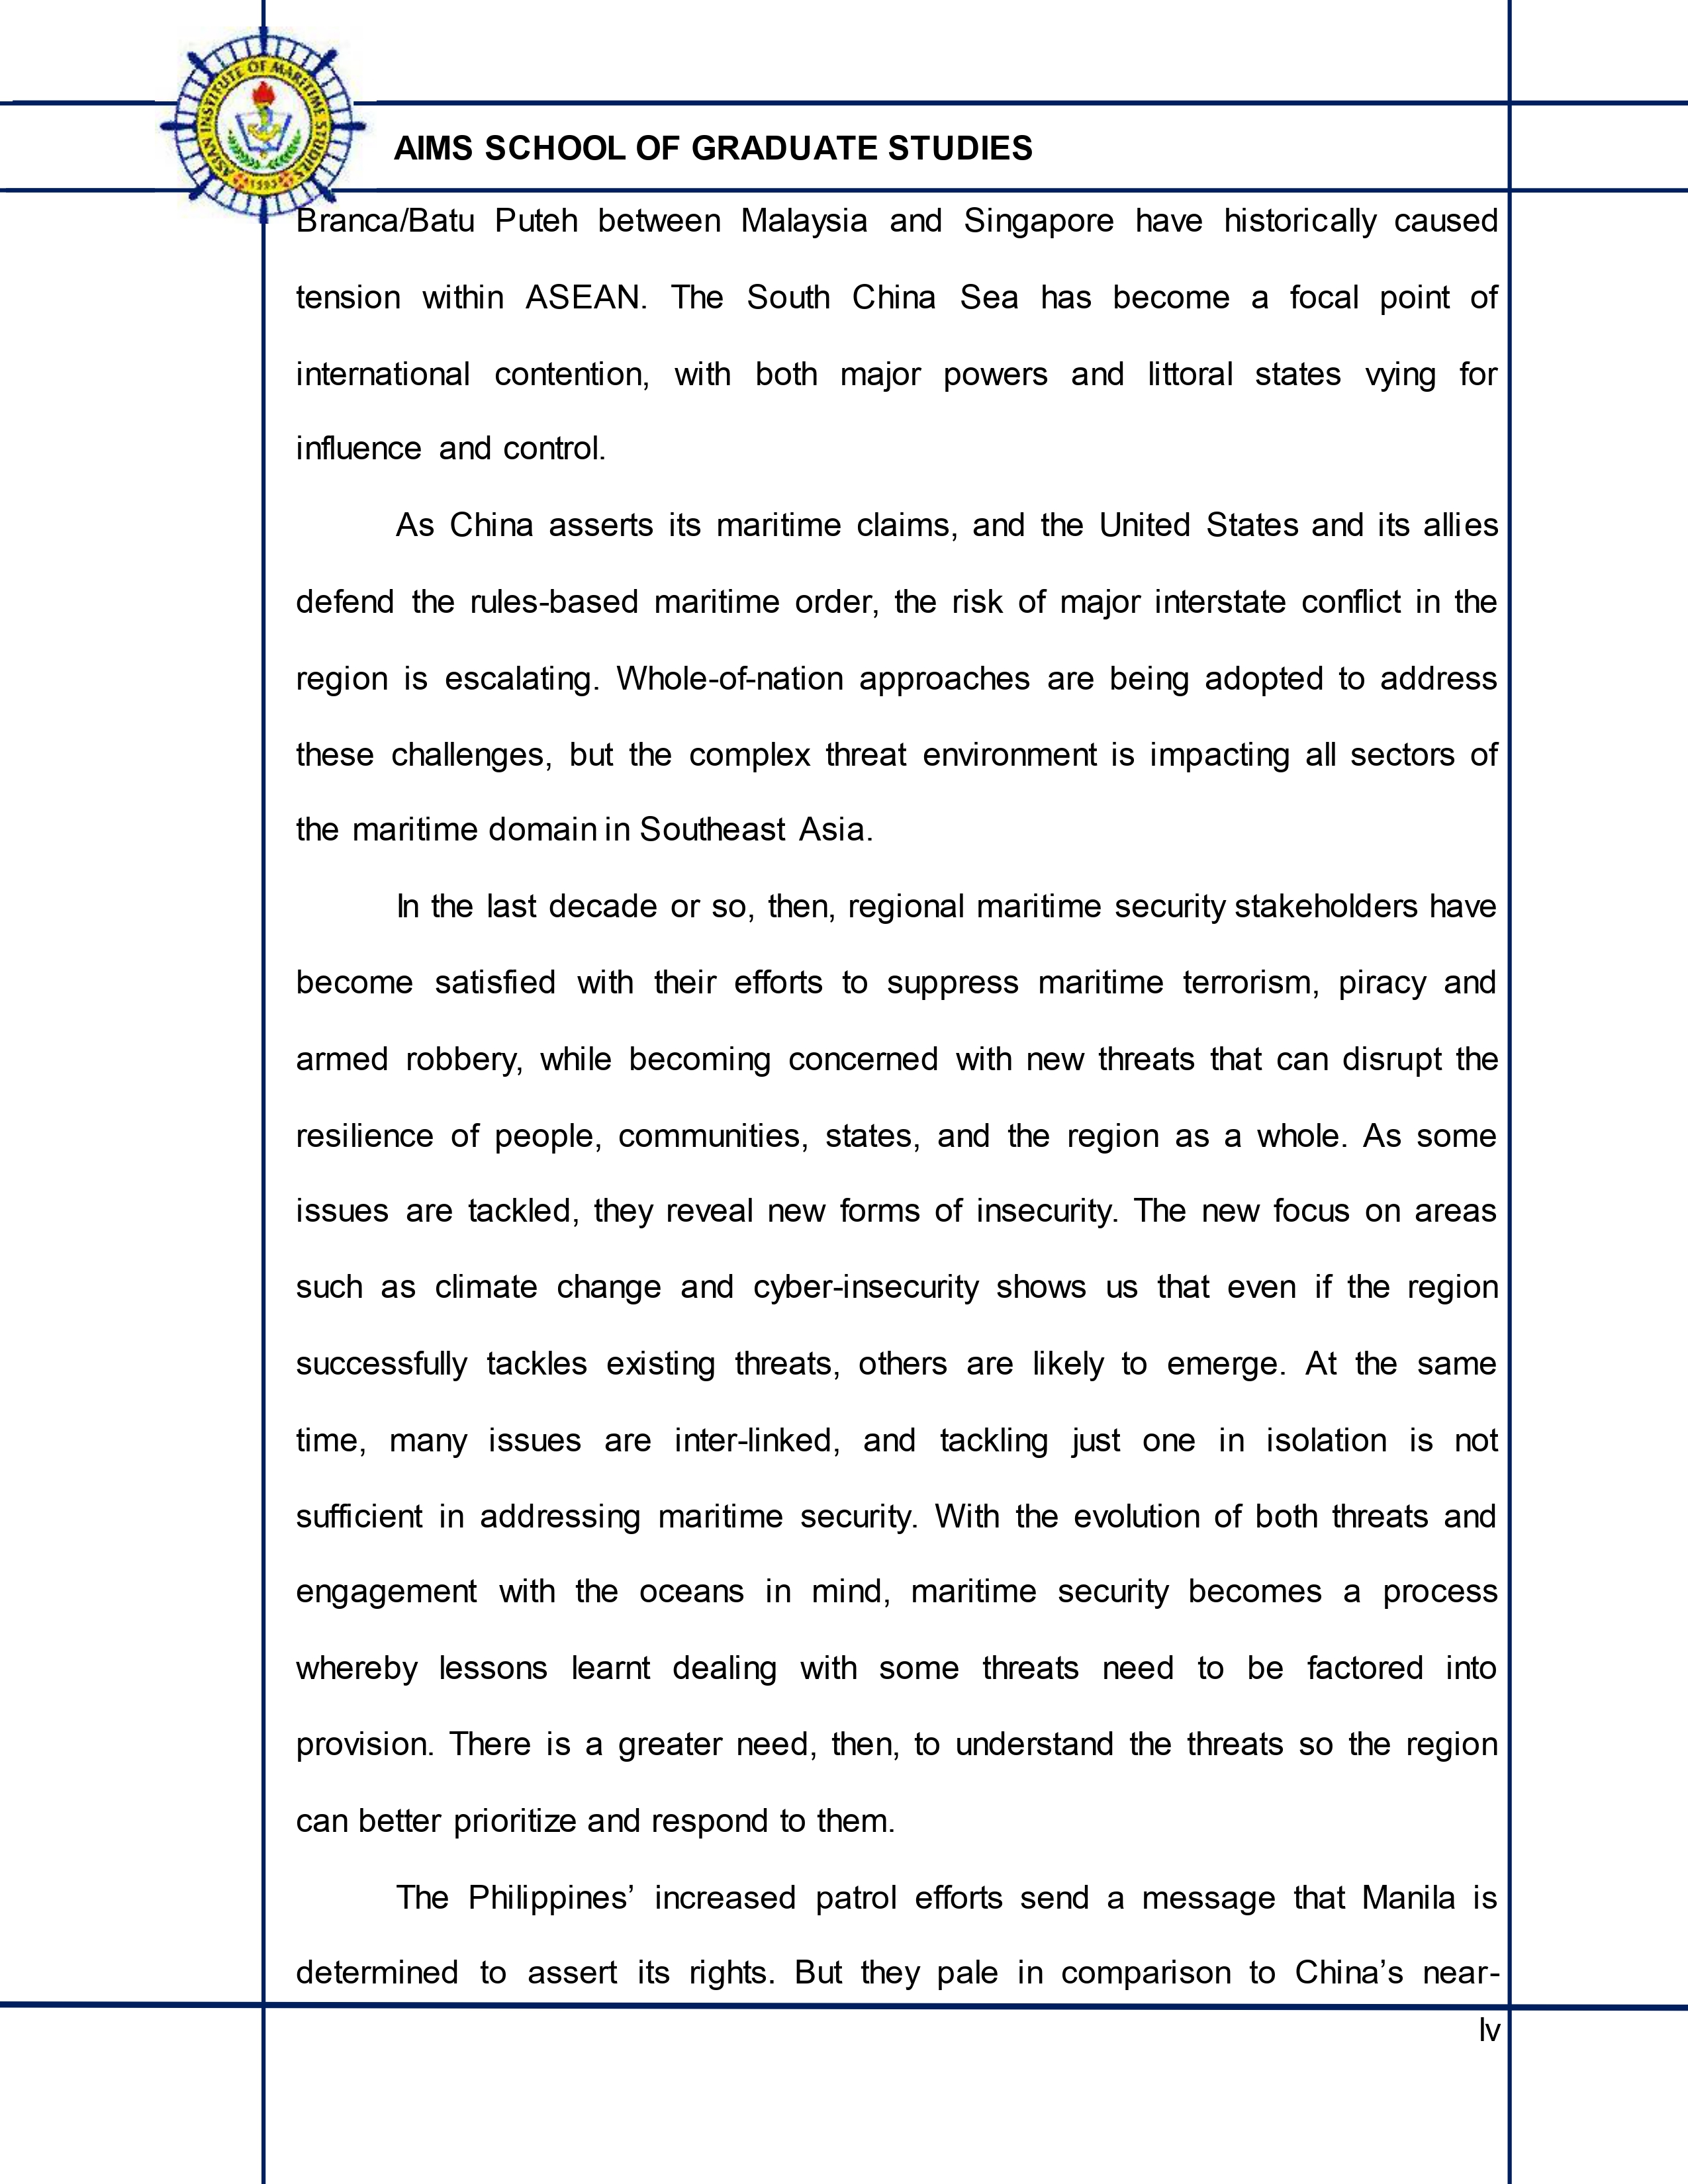 ASIAN INSTITUTE OF MARITIME STUDIES
1993
AIMS SCHOOL OF GRADUATE STUDIES
Branca/Batu Puteh between Malaysia and Singapore have historically caused
tension within ASEAN. The South China Sea has become a focal point of
international contention, with both major powers and littoral states vying for
influence and control.
As China asserts its maritime claims, and the United States and its allies
defend the rules-based maritime order, the risk of major interstate conflict in the
region is escalating. Whole-of-nation approaches are being adopted to address
these challenges, but the complex threat environment is impacting all sectors of
the maritime domain in Southeast Asia.
In the last decade or so, then, regional maritime security stakeholders have
become satisfied with their efforts to suppress maritime terrorism, piracy and
armed robbery, while becoming concerned with new threats that can disrupt the
resilience of people, communities, states, and the region as a whole. As some
issues are tackled, they reveal new forms of insecurity. The new focus on areas
such as climate change and cyber-insecurity shows us that even if the region
successfully tackles existing threats, others are likely to emerge. At the same
time, many issues are inter-linked, and tackling just one in isolation is not
sufficient in addressing maritime security. With the evolution of both threats and
engagement with the oceans in mind, maritime security becomes a process
whereby lessons learnt dealing with some threats need to be factored into
provision. There is a greater need, then, to understand the threats so the region
can better prioritize and respond to them.
The Philippines’ increased patrol efforts send a message that Manila is
determined to assert its rights. But they pale in comparison to China’s near-
lv